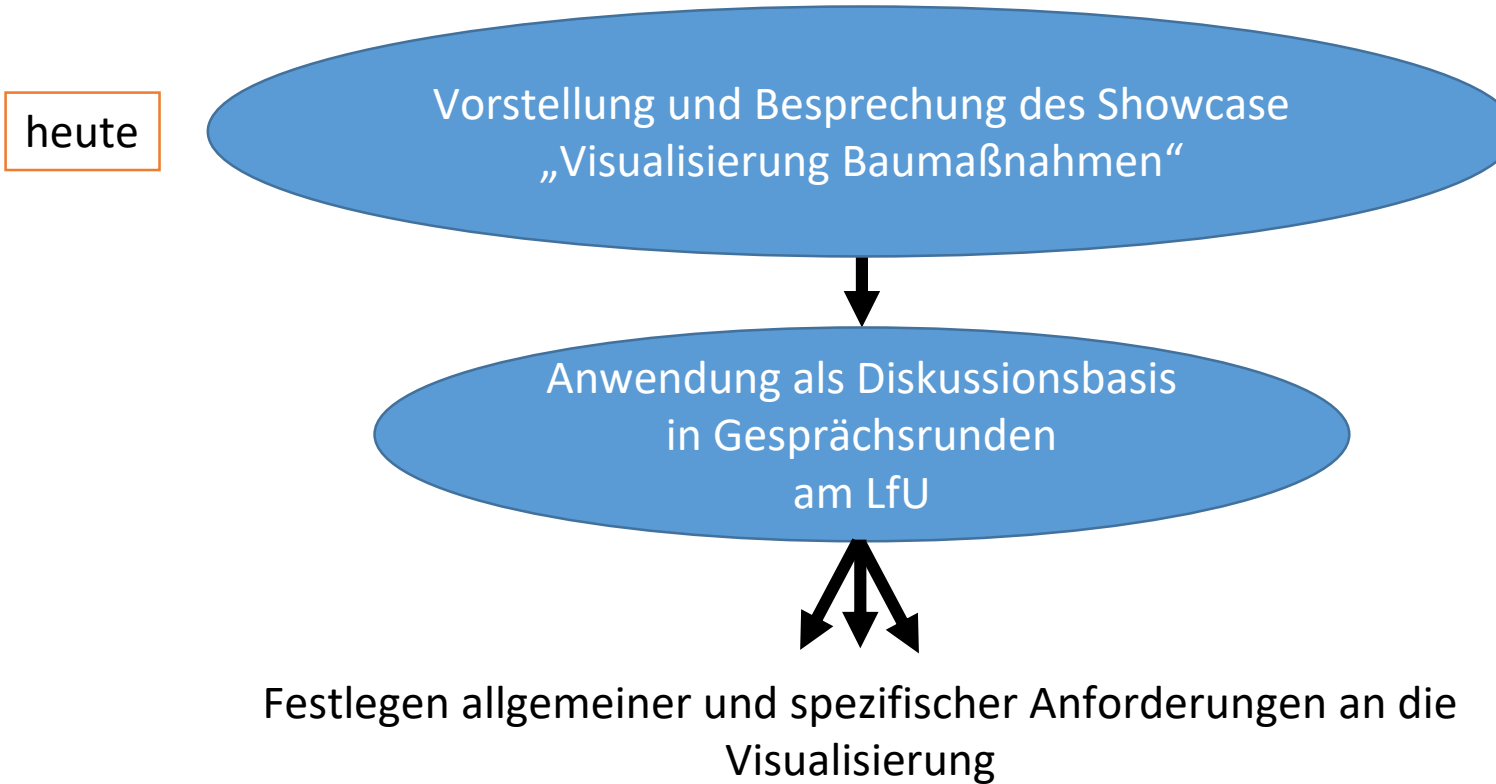 heute
Vorstellung und Besprechung des Showcase
„Visualisierung Baumaßnahmen“
Anwendung als Diskussionsbasis
in Gesprächsrunden
am LfU
Festlegen allgemeiner und spezifischer Anforderungen an die
Visualisierung